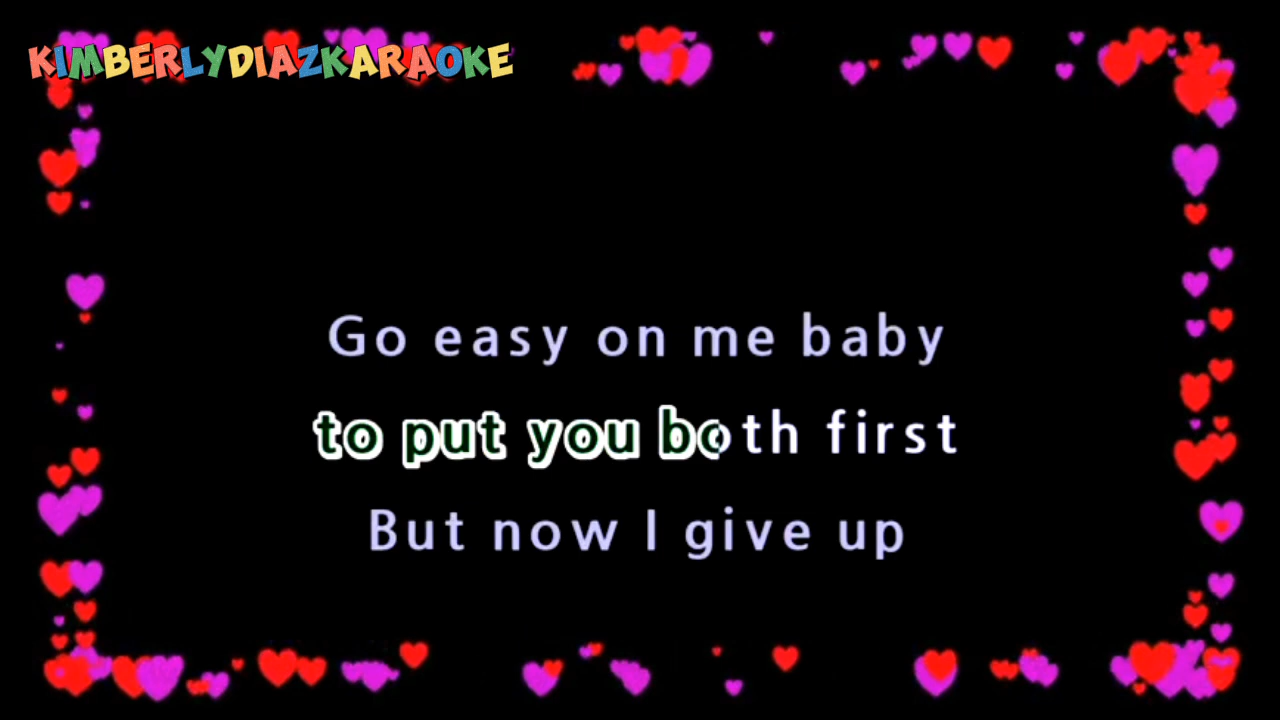 KIMBERLYDIAZKARAOKE
Go easy on me baby
to put you both first
But now I give up